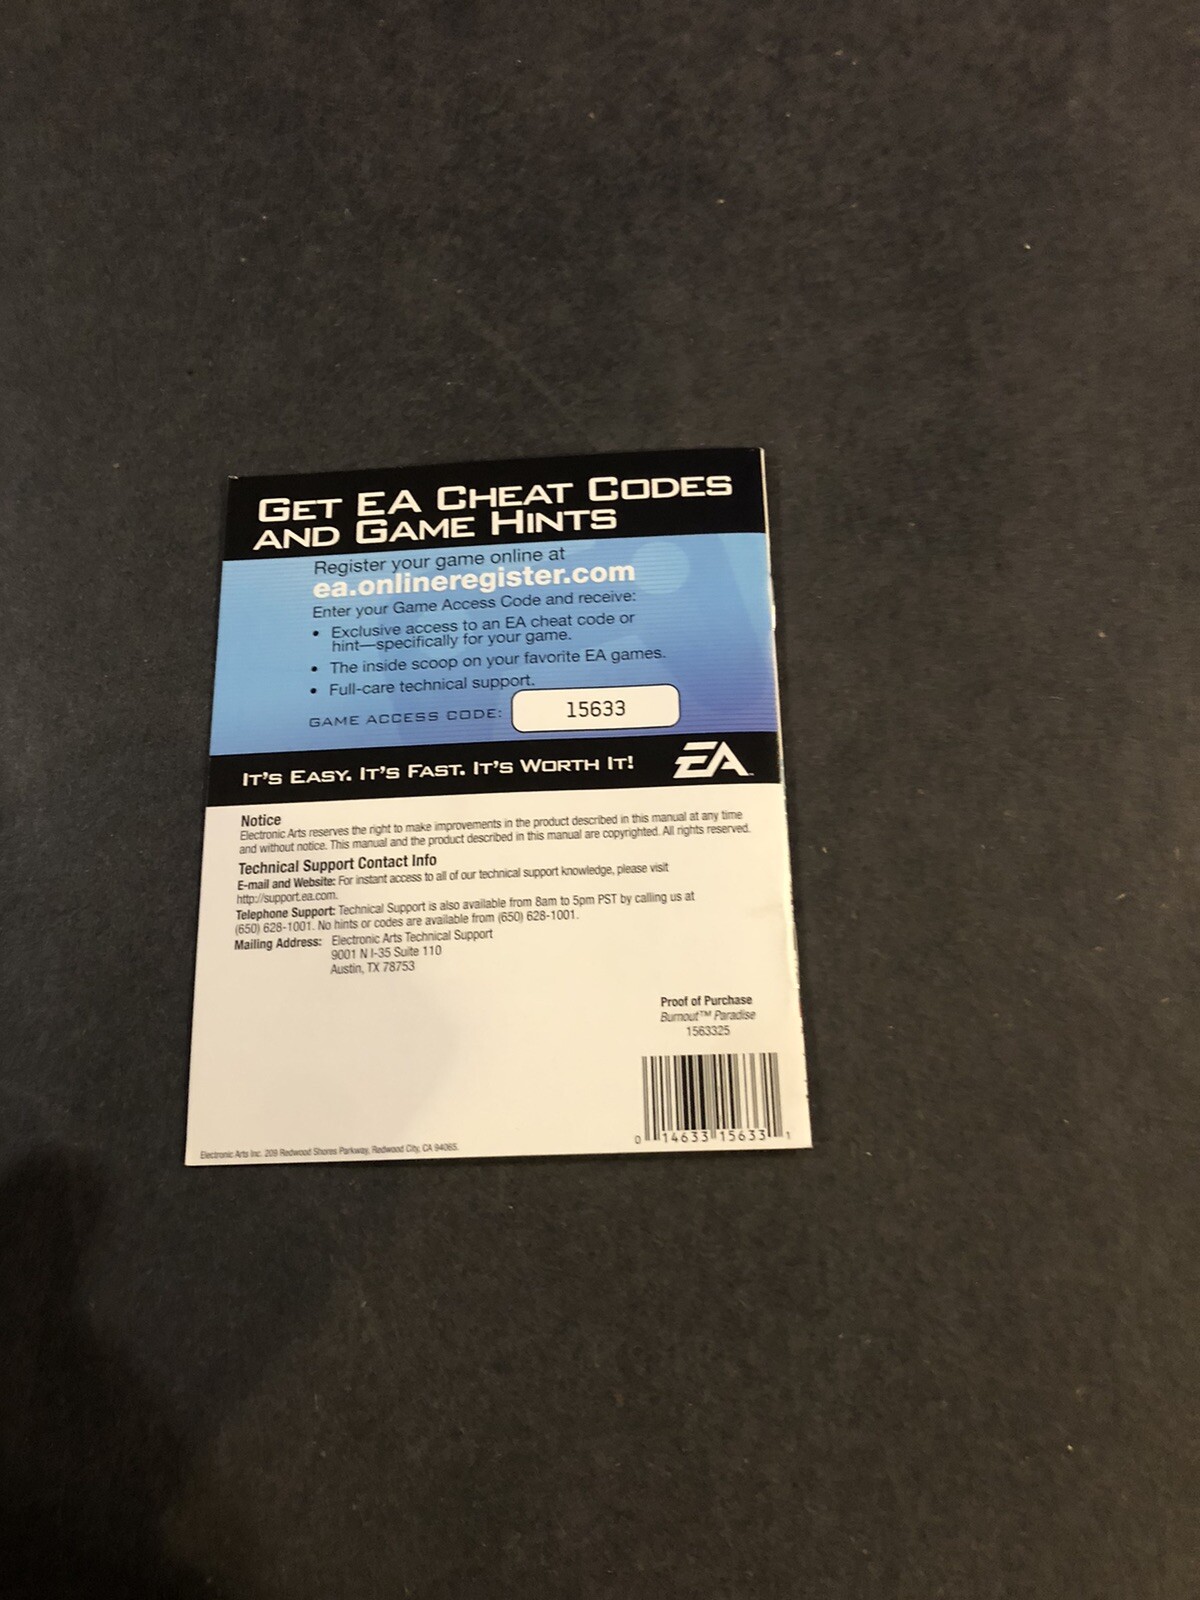 GET EA CHEAT CODES
AND GAME HINTS
Register your game online at
ea.onlineregister.com
Enter your Game Access Code and receive:
• Exclusive access to an EA cheat code or
hint—specifically for your game.
• The inside scoop on your favorite EA games.
• Full-care technical support.
GAME ACCESS CODE: 15633
IT'S EASY. IT'S FAST. IT'S WORTH IT! EA™
Notice
Electronic Arts reserves the right to make improvements in the product described in this manual at any time
and without notice. This manual and the product described in this manual are copyrighted. All rights reserved.
Technical Support Contact Info
E-mail and Website: For instant access to all of our technical support knowledge, please visit
http://support.ea.com.
Telephone Support: Technical Support is also available from 8am to 5pm PST by calling us at
(650) 628-1001. No hints or codes are available from (650) 628-1001.
Mailing Address: Electronic Arts Technical Support
9001 N I-35 Suite 110
Austin, TX 78753
Proof of Purchase
Burnout™ Paradise
1563325
0 14633 15633 1
Electronic Arts Inc. 209 Redwood Shores Parkway, Redwood City, CA 94065.